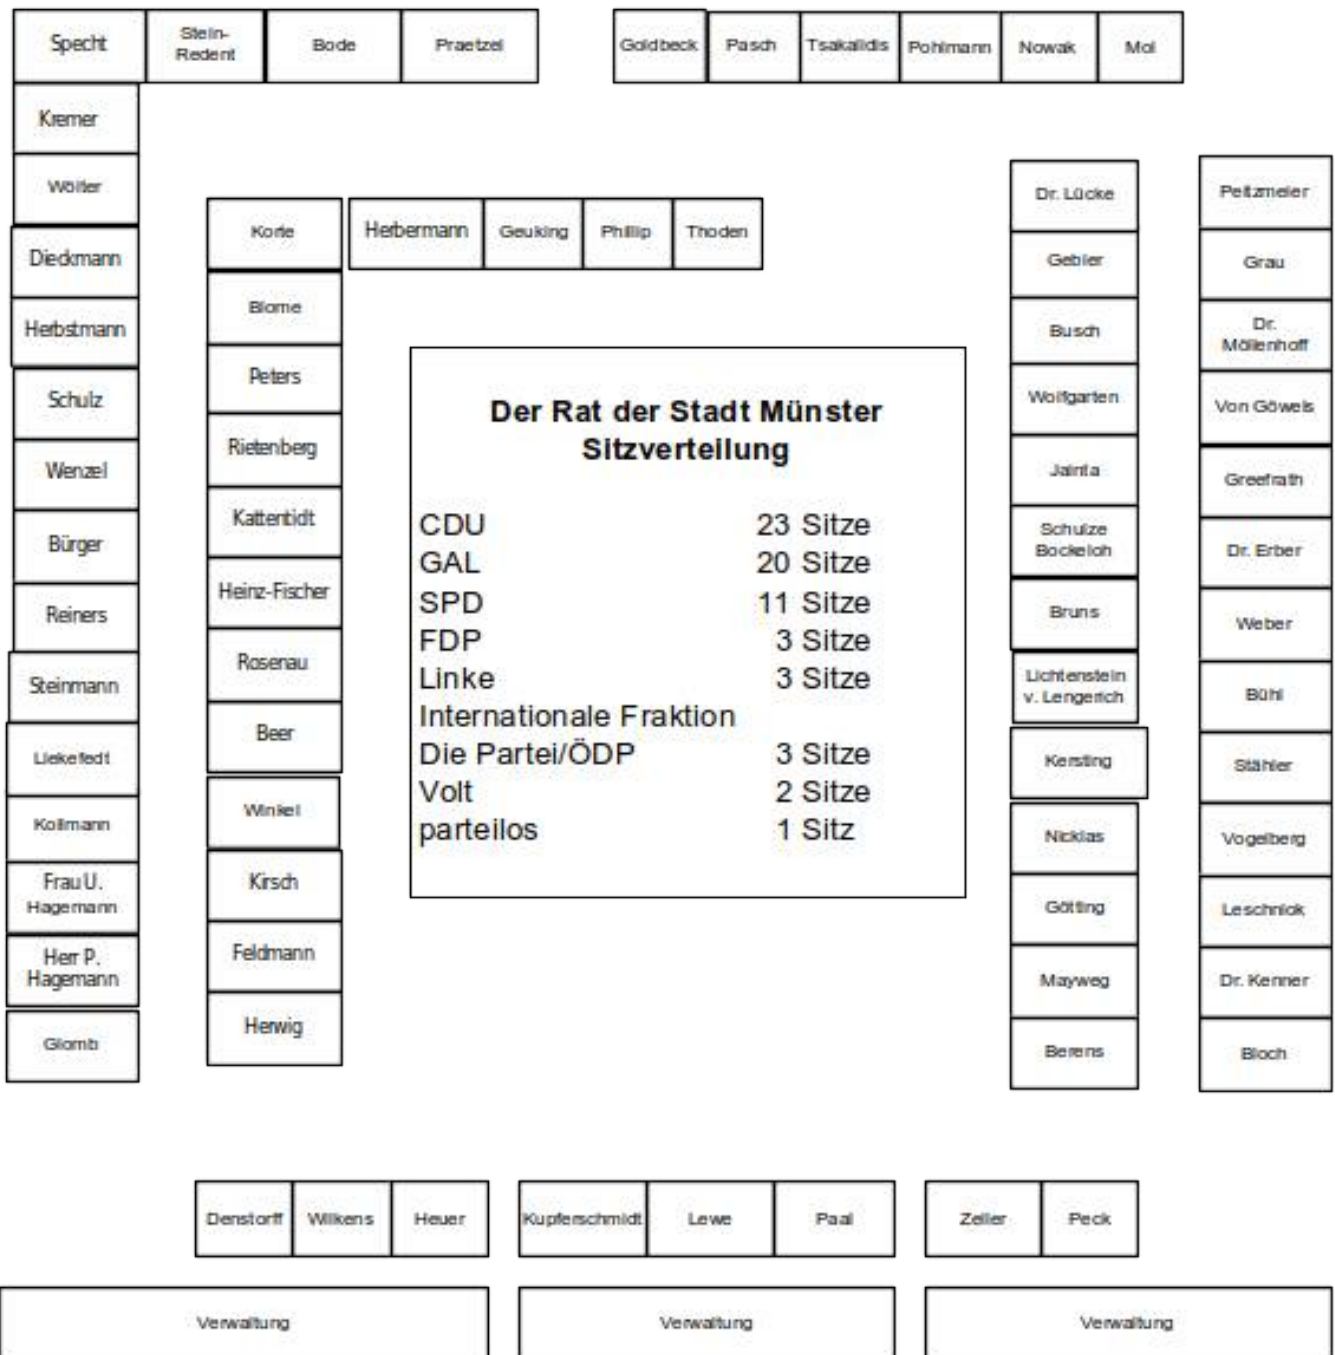 Specht
Stein-
Redent
Bode
Praetzel
Goldbeck
Pasch
Tsakalidis
Pohlmann
Nowak
Mol
Kremer
Wölter
Dieckmann
Herbstmann
Schulz
Wenzel
Bürger
Reiners
Steinmann
Liekefedt
Kollmann
Frau U.
Hagemann
Herr P.
Hagemann
Glomb
Korte
Herbermann
Geuking
Phillip
Thoden
Blome
Peters
Rietenberg
Kattentidt
Heinz-Fischer
Rosenau
Beer
Winkel
Kirsch
Feldmann
Herwig
Der Rat der Stadt Münster
Sitzverteilung
CDU 23 Sitze
GAL 20 Sitze
SPD 11 Sitze
FDP 3 Sitze
Linke 3 Sitze
Internationale Fraktion
Die Partei/ÖDP 3 Sitze
Volt 2 Sitze
parteilos 1 Sitz
Dr. Lücke
Gebler
Busch
Wolfgarten
Jainta
Schulze
Bockeloh
Bruns
Lichtenstein
v. Lengerich
Kersting
Nicklas
Götting
Mayweg
Berens
Peitzmeier
Grau
Dr.
Möllenhoff
Von Göwels
Greefrath
Dr. Erber
Weber
Bühl
Stähler
Vogelberg
Leschniok
Dr. Kenner
Bloch
Denstorff
Wilkens
Heuer
Kupferschmidt
Lewe
Paal
Zeller
Peck
Verwaltung
Verwaltung
Verwaltung